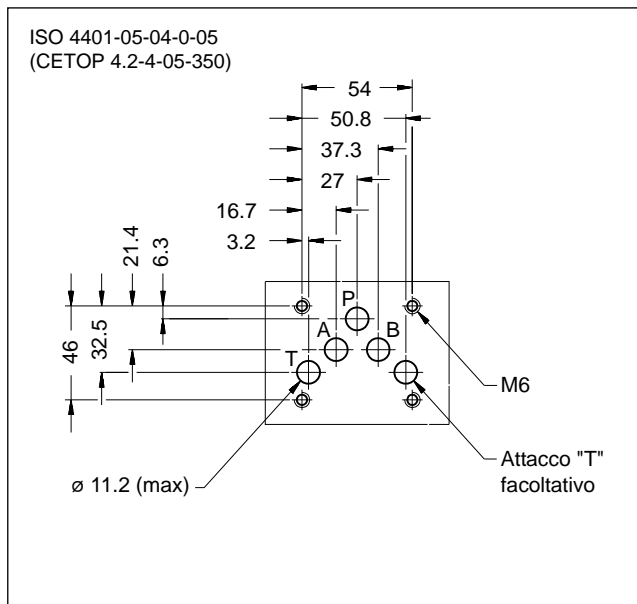 ISO 4401-05-04-0-05
(CETOP 4.2-4-05-350)
54
50.8
37.3
27
16.7
3.2
21.4
6.3
32.5
46
P
A
B
T
M6
ø 11.2 (max)
Attacco "T"
facoltativo